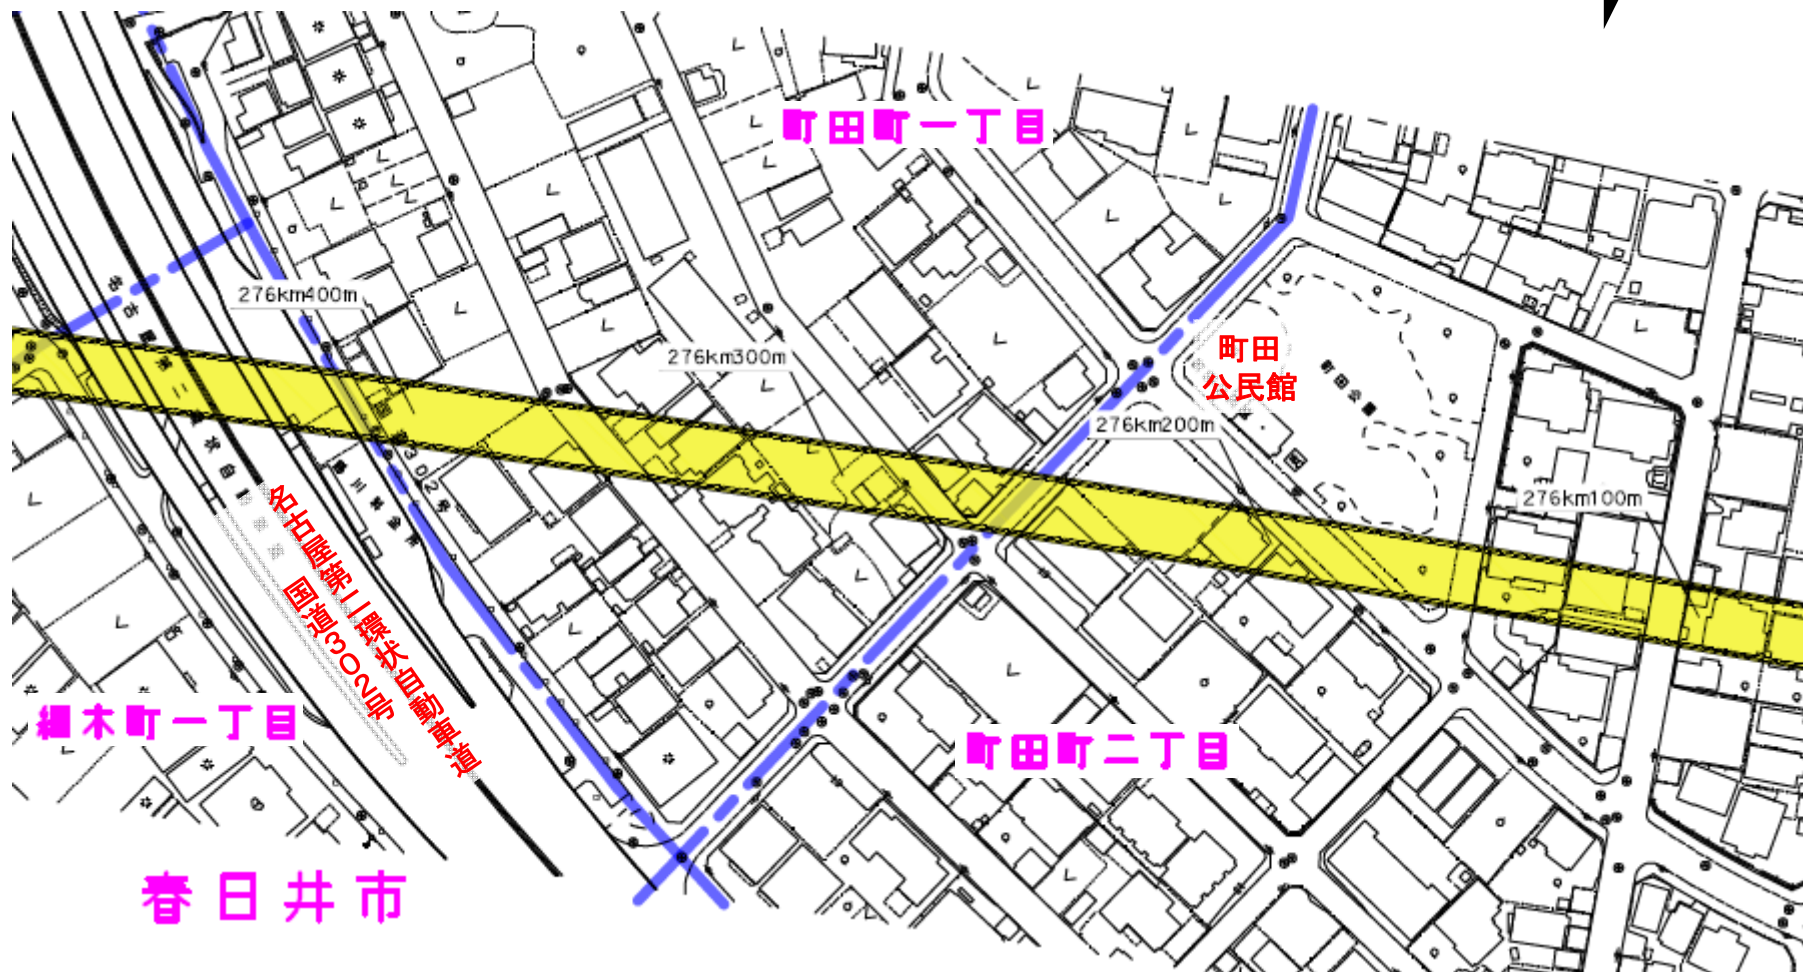 町田町一丁目
276km400m
276km300m
町田
公民館
276km200m
276km100m
名古屋第二環状自動車道
国道302号
細木町一丁目
町田町二丁目
春日井市